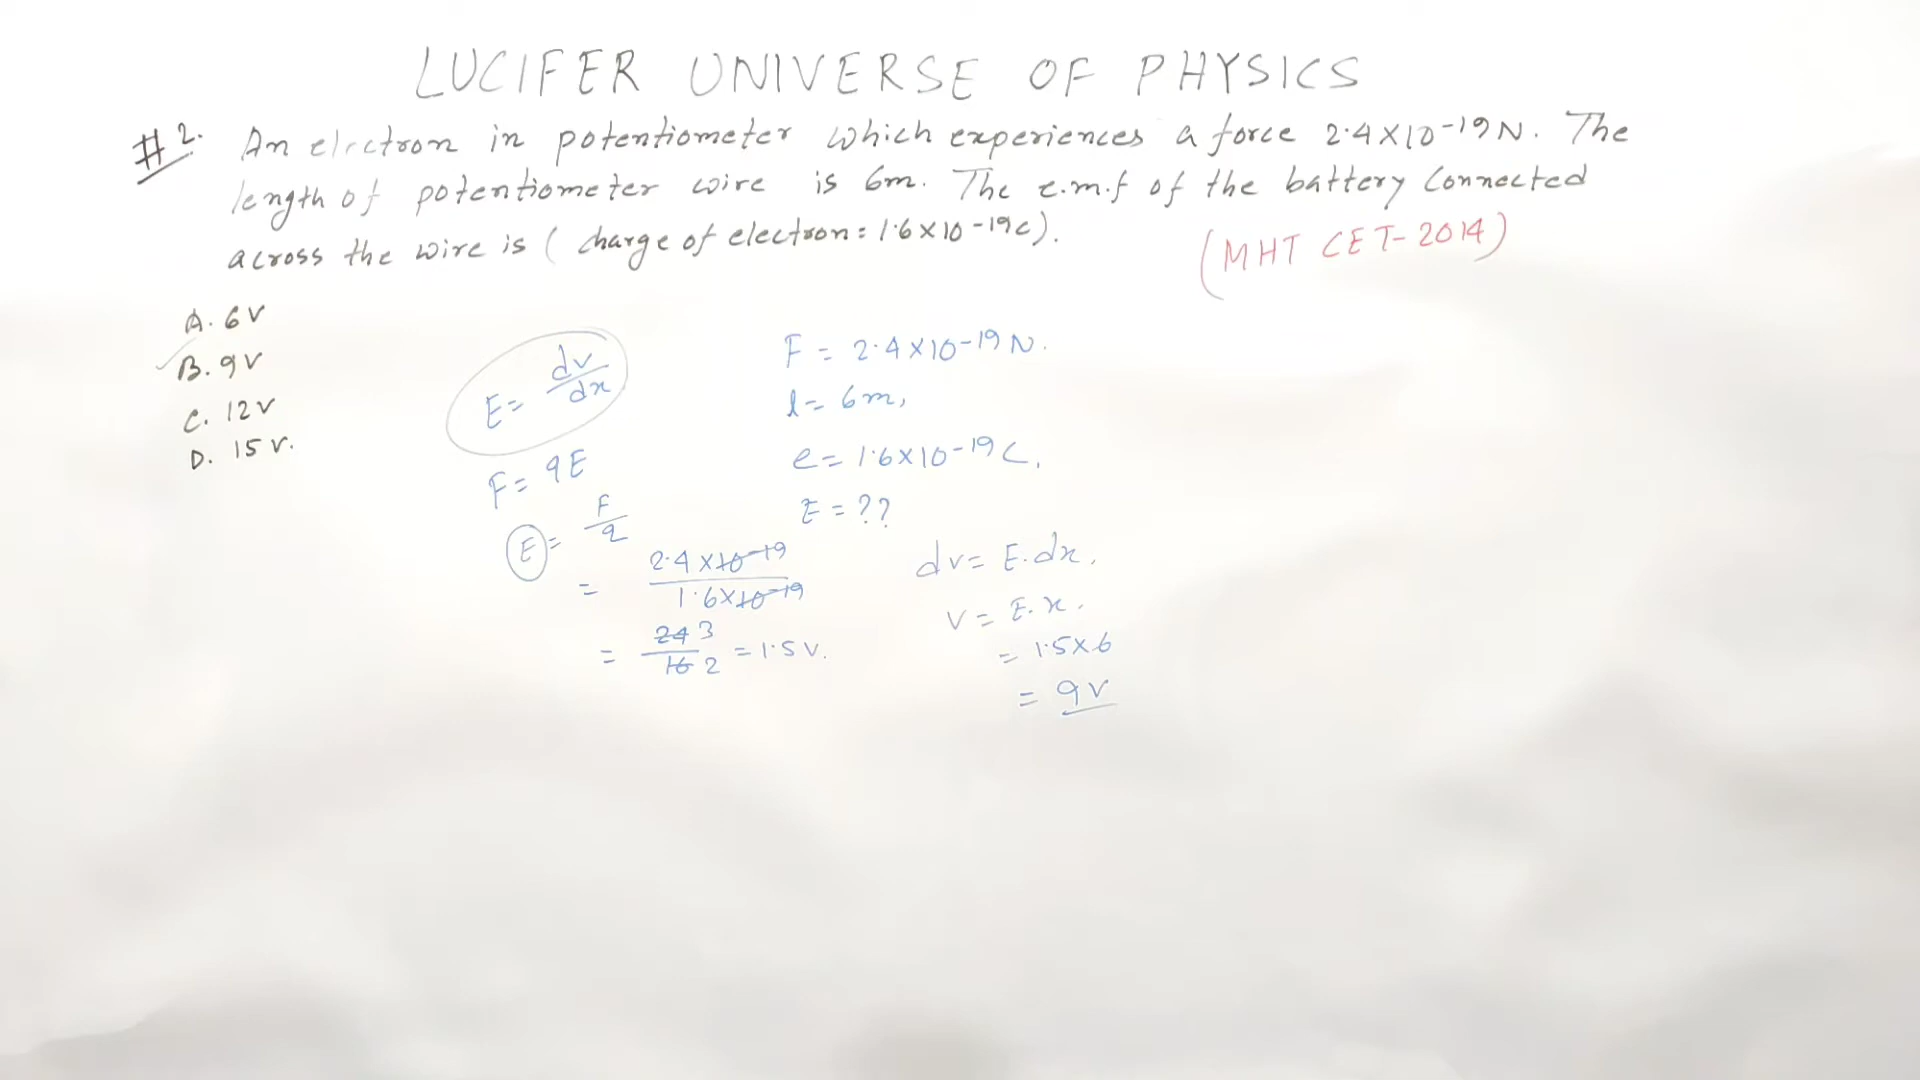 LUCIFER UNIVERSE OF PHYSICS
#2. An electron in potentiometer which experiences a force 2.4×10-19N. The
length of potentiometer wire is 6m. The e.m.f of the battery connected
across the wire is ( charge of electron = 1.6×10-19C).
(MHT CET-2014)
A. 6V
B. 9V
C. 12V
D. 15V.
E = dv/dx
F = qE
E = F/q
= 2.4×10-19/1.6×10-19
= 24 3/16 2 = 1.5V.
F = 2.4×10-19N.
l = 6m,
e = 1.6×10-19C.
E = ??
dv = E.dx.
V = E.x.
= 1.5×6
= 9V